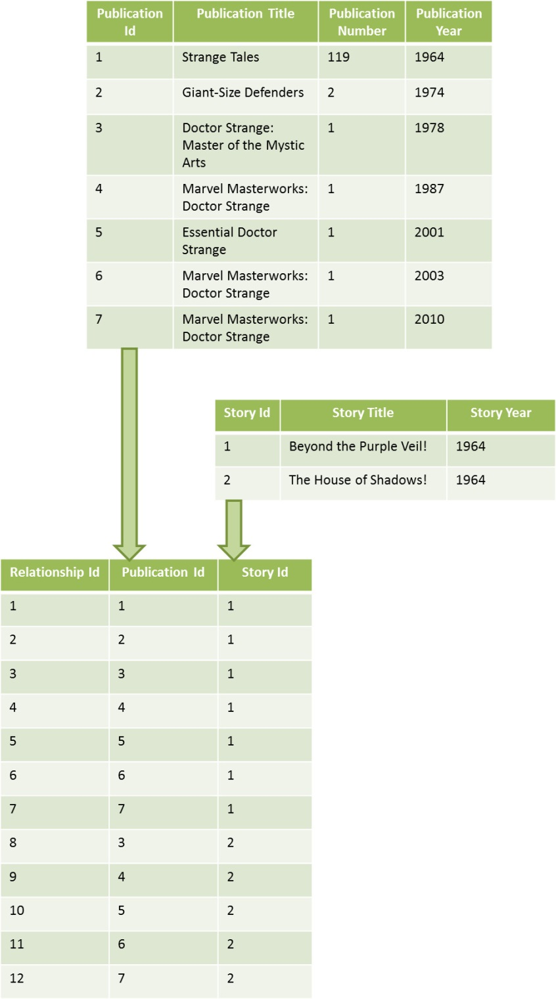 Publication Id Publication Title Publication Number Publication Year
1 Strange Tales 119 1964
2 Giant-Size Defenders 2 1974
3 Doctor Strange: 1 1978
Master of the Mystic
Arts
4 Marvel Masterworks: 1 1987
Doctor Strange
5 Essential Doctor 1 2001
Strange
6 Marvel Masterworks: 1 2003
Doctor Strange
7 Marvel Masterworks: 1 2010
Doctor Strange
Story Id Story Title Story Year
1 Beyond the Purple Veil! 1964
2 The House of Shadows! 1964
Relationship Id Publication Id Story Id
1 1 1
2 2 1
3 3 1
4 4 1
5 5 1
6 6 1
7 7 1
8 3 2
9 4 2
10 5 2
11 6 2
12 7 2